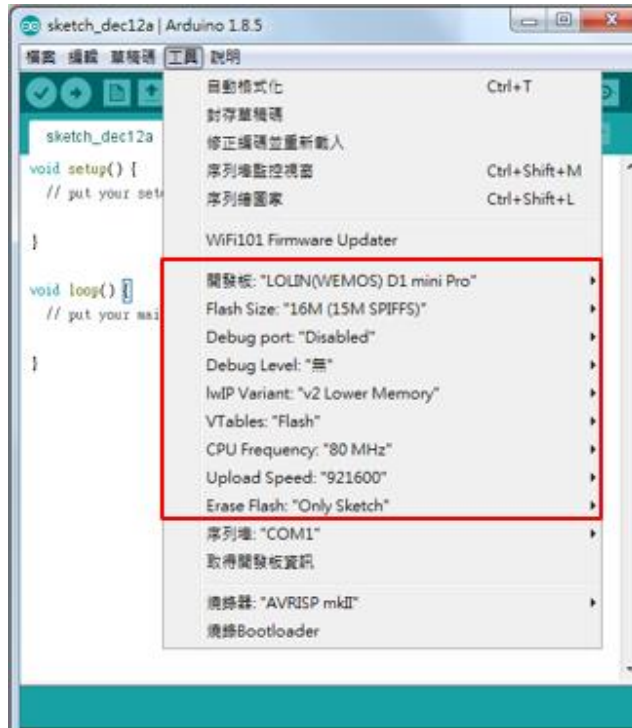 sketch_dec12a | Arduino 1.8.5
檔案 編輯 草稿碼 工具 說明
sketch_dec12a
void setup() {
// put your set
}
void loop() {
// put your mai
}
自動格式化 Ctrl+T
封存草稿碼
修正編碼並重新載入
序列埠監控視窗 Ctrl+Shift+M
序列繪圖家 Ctrl+Shift+L
WiFi101 Firmware Updater
開發板: "LOLIN(WEMOS) D1 mini Pro"
Flash Size: "16M (15M SPIFFS)"
Debug port: "Disabled"
Debug Level: "無"
lwIP Variant: "v2 Lower Memory"
VTables: "Flash"
CPU Frequency: "80 MHz"
Upload Speed: "921600"
Erase Flash: "Only Sketch"
序列埠: "COM1"
取得開發板資訊
燒錄器: "AVRISP mkII"
燒錄Bootloader